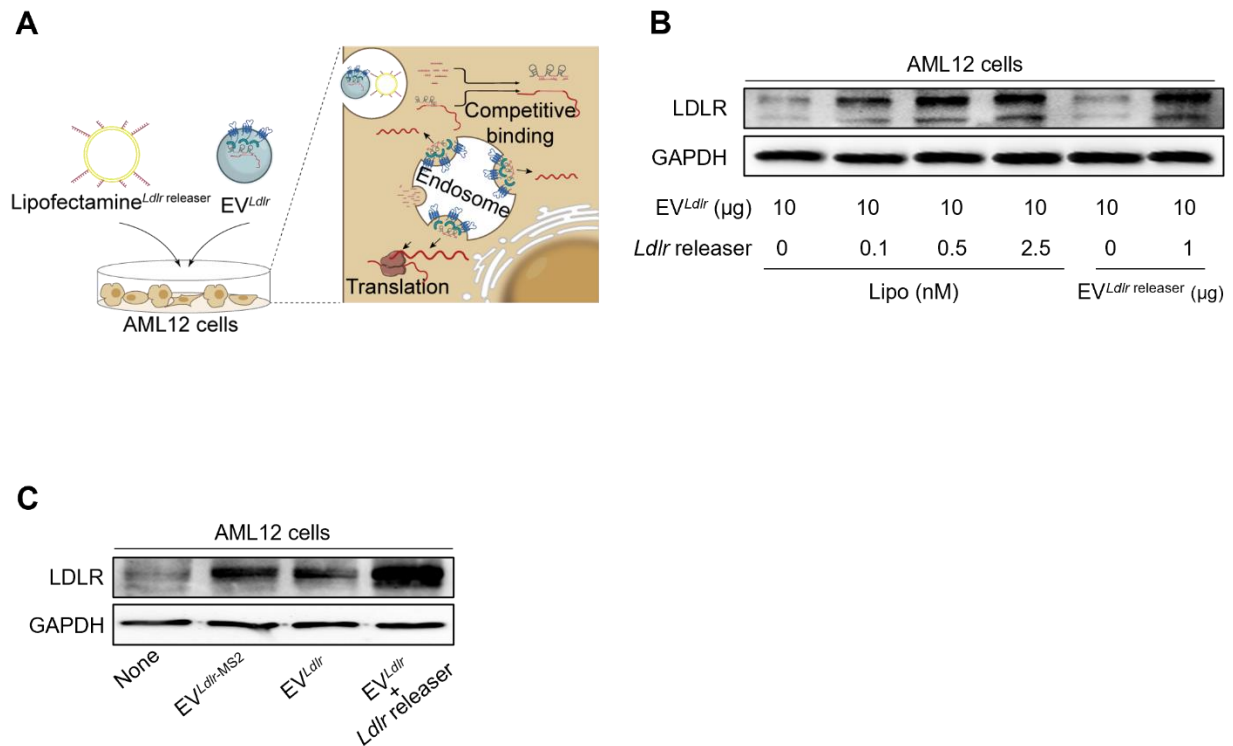 A
Lipofectamine Ldlr releaser
EV Ldlr
AML12 cells
Competitive
binding
Endosome
Translation
B
AML12 cells
LDLR
GAPDH
EV Ldlr (µg) 10 10 10 10 10 10
Ldlr releaser 0 0.1 0.5 2.5 0 1
Lipo (nM) EV Ldlr releaser (µg)
C
AML12 cells
LDLR
GAPDH
None
EV Ldlr-MS2
EV Ldlr
EV Ldlr
+
Ldlr releaser